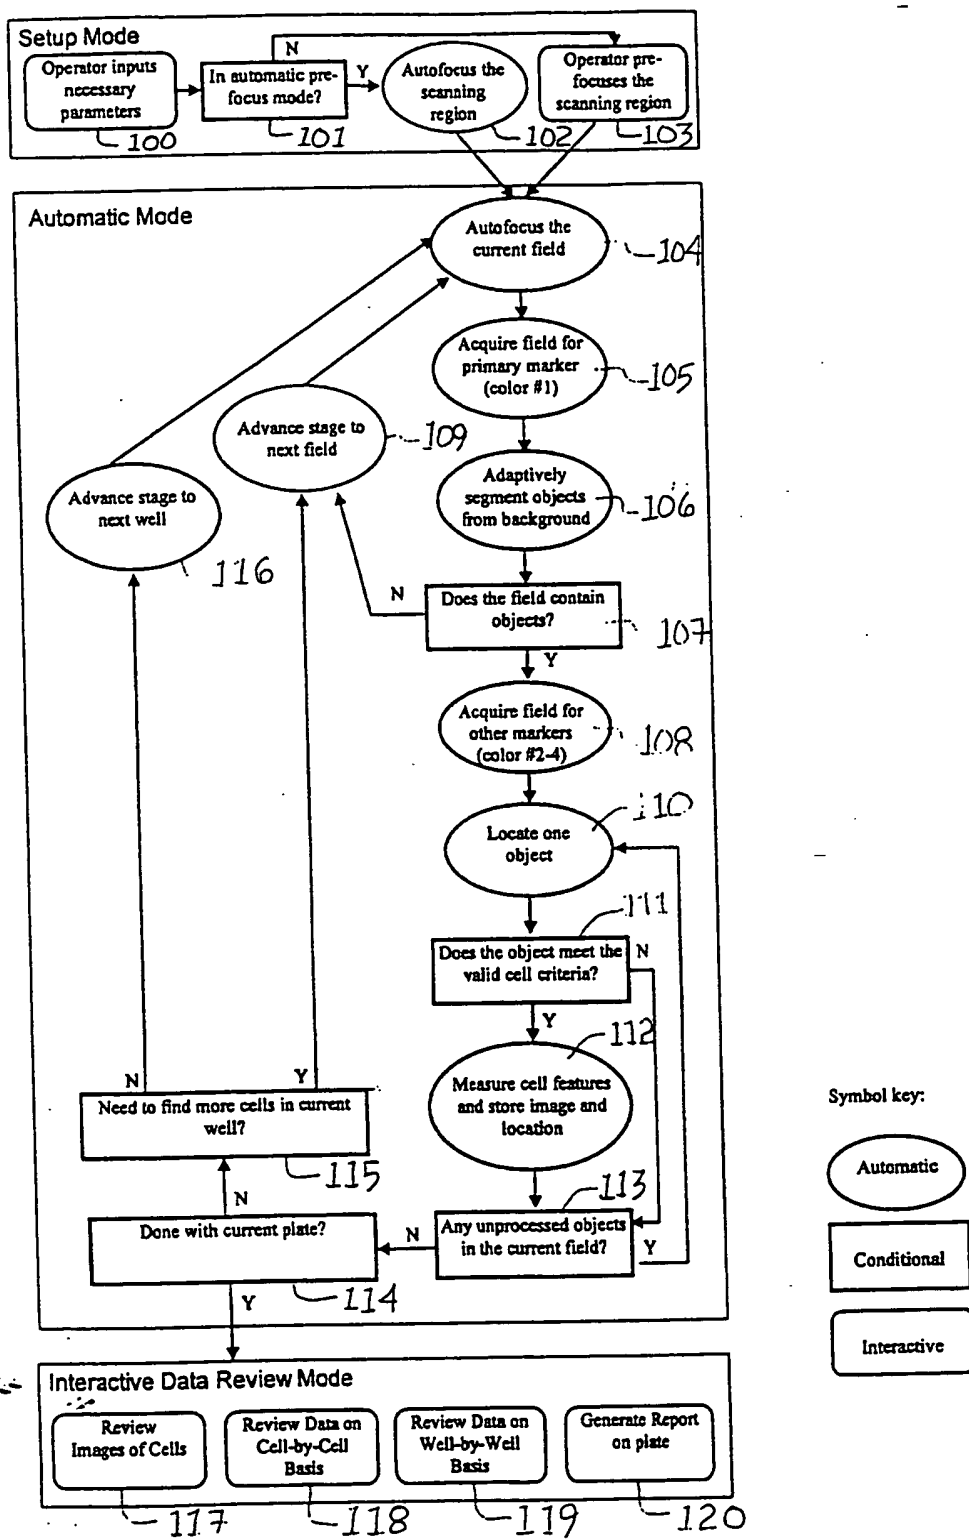 Setup Mode
N
Operator inputs
necessary
parameters
100
In automatic pre-
focus mode?
101
Y
Autofocus the
scanning
region
102
Operator pre-
focuses the
scanning region
103
Automatic Mode
Autofocus the
current field
104
Acquire field for
primary marker
(color #1)
105
Advance stage to
next field
109
Adaptively
segment objects
from background
106
Advance stage to
next well
116
N
Does the field contain
objects?
107
Y
Acquire field for
other markers
(color #2-4)
108
Locate one
object
110
111
Does the object meet the
valid cell criteria?
N
Y
112
Measure cell features
and store image and
location
N
Y
Need to find more cells in current
well?
115
N
113
Any unprocessed objects
in the current field?
Y
N
Done with current plate?
114
Y
Symbol key:
Automatic
Conditional
Interactive
Interactive Data Review Mode
Review
Images of Cells
117
Review Data on
Cell-by-Cell
Basis
118
Review Data on
Well-by-Well
Basis
119
Generate Report
on plate
120